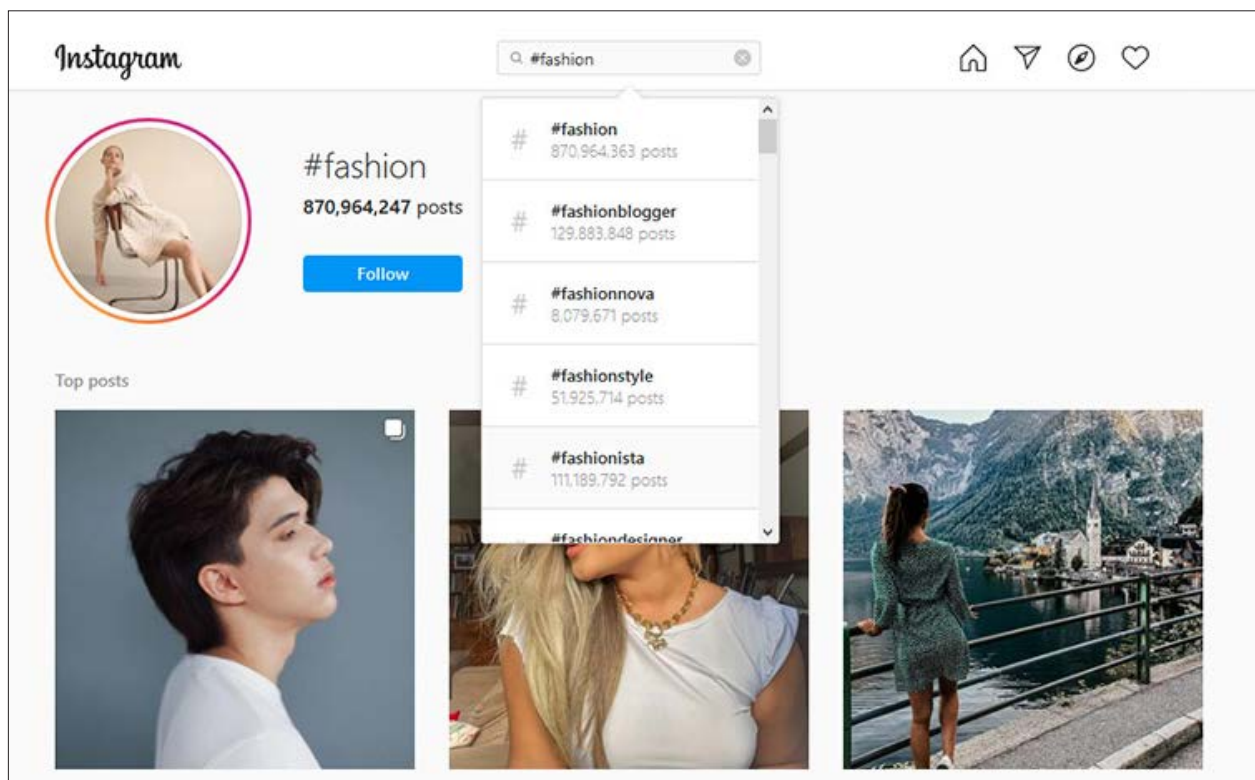 Instagram
#fashion
#fashion
870,964,247 posts
Follow
#fashion
870,964,363 posts
#fashionblogger
129,883,848 posts
#fashionnova
8,079,671 posts
#fashionstyle
51,925,714 posts
#fashionista
111,189,792 posts
#fashiondesigner
Top posts